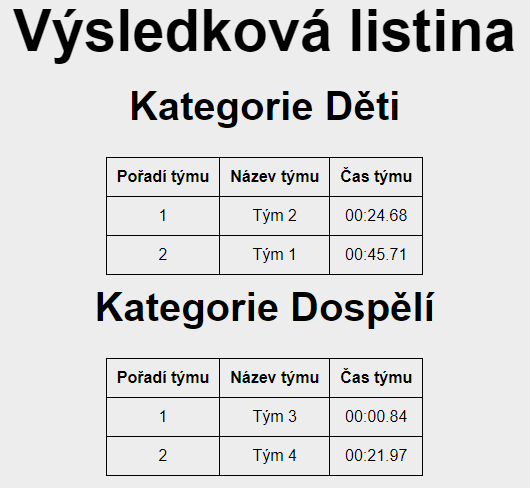 Výsledková listina
Kategorie Děti
Pořadí týmu Název týmu Čas týmu
1 Tým 2 00:24.68
2 Tým 1 00:45.71
Kategorie Dospělí
Pořadí týmu Název týmu Čas týmu
1 Tým 3 00:00.84
2 Tým 4 00:21.97